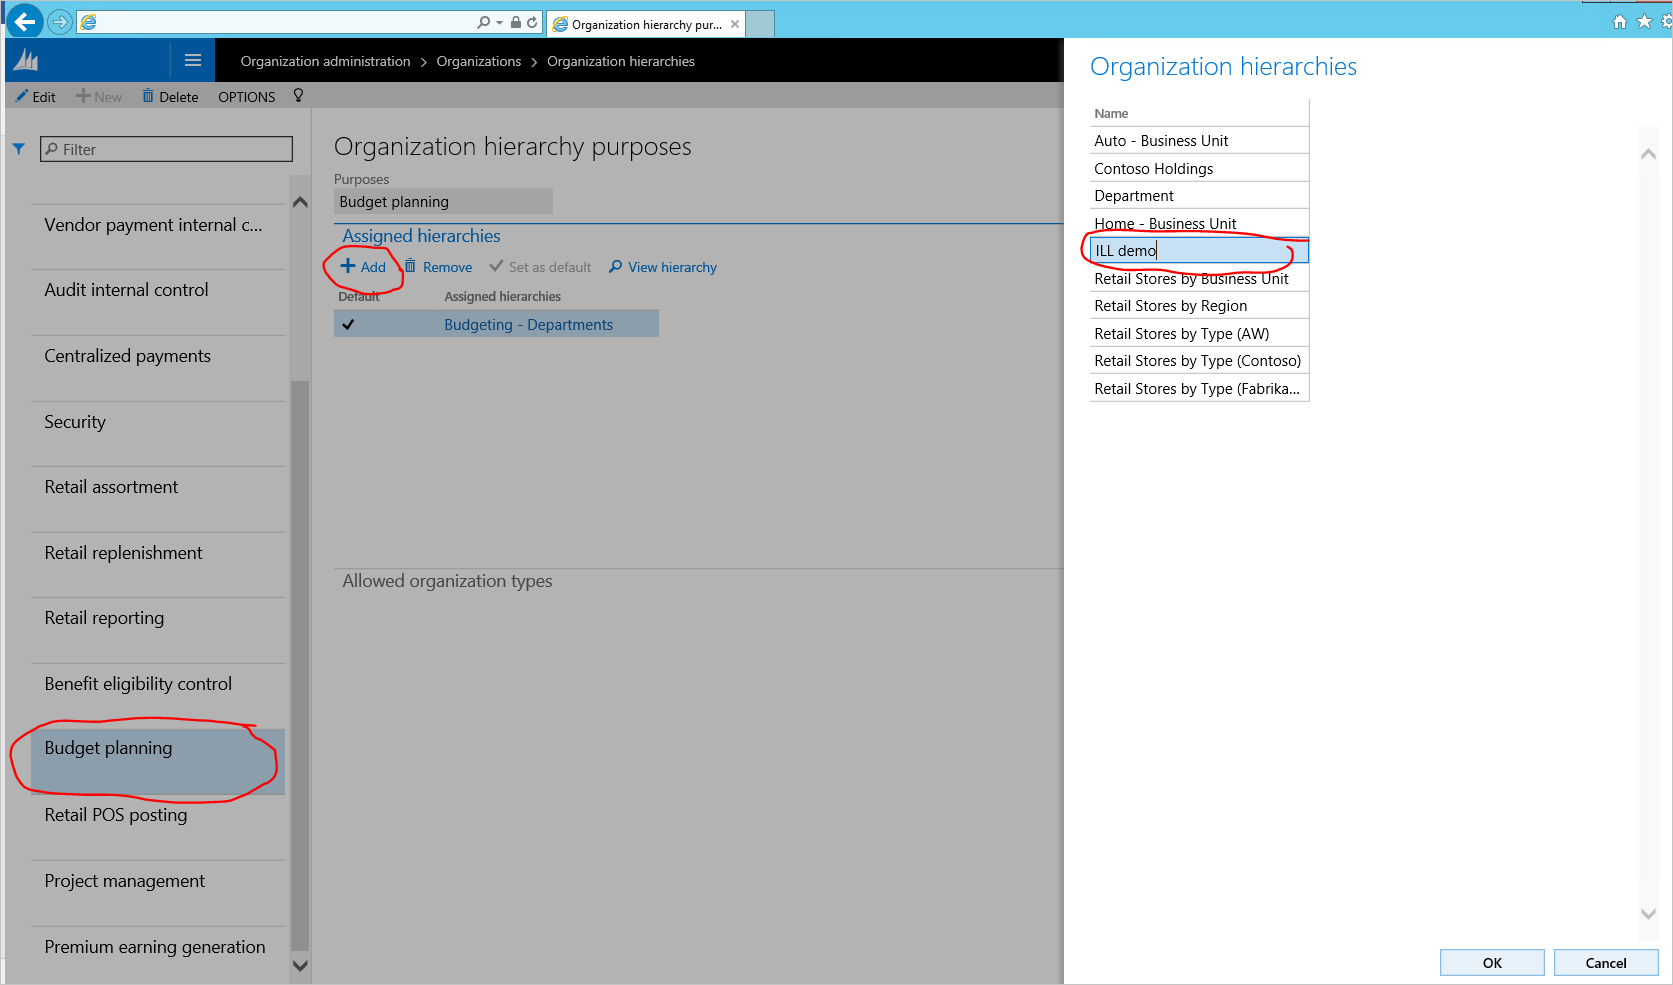 Organization hierarchy pur...
Organization administration > Organizations > Organization hierarchies
Edit New Delete OPTIONS
Filter
Vendor payment internal c...
Audit internal control
Centralized payments
Security
Retail assortment
Retail replenishment
Retail reporting
Benefit eligibility control
Budget planning
Retail POS posting
Project management
Premium earning generation
Organization hierarchy purposes
Purposes
Budget planning
Assigned hierarchies
Add Remove Set as default View hierarchy
Default Assigned hierarchies
Budgeting - Departments
Allowed organization types
Organization hierarchies
Name
Auto - Business Unit
Contoso Holdings
Department
Home - Business Unit
ILL demo
Retail Stores by Business Unit
Retail Stores by Region
Retail Stores by Type (AW)
Retail Stores by Type (Contoso)
Retail Stores by Type (Fabrika...
OK Cancel